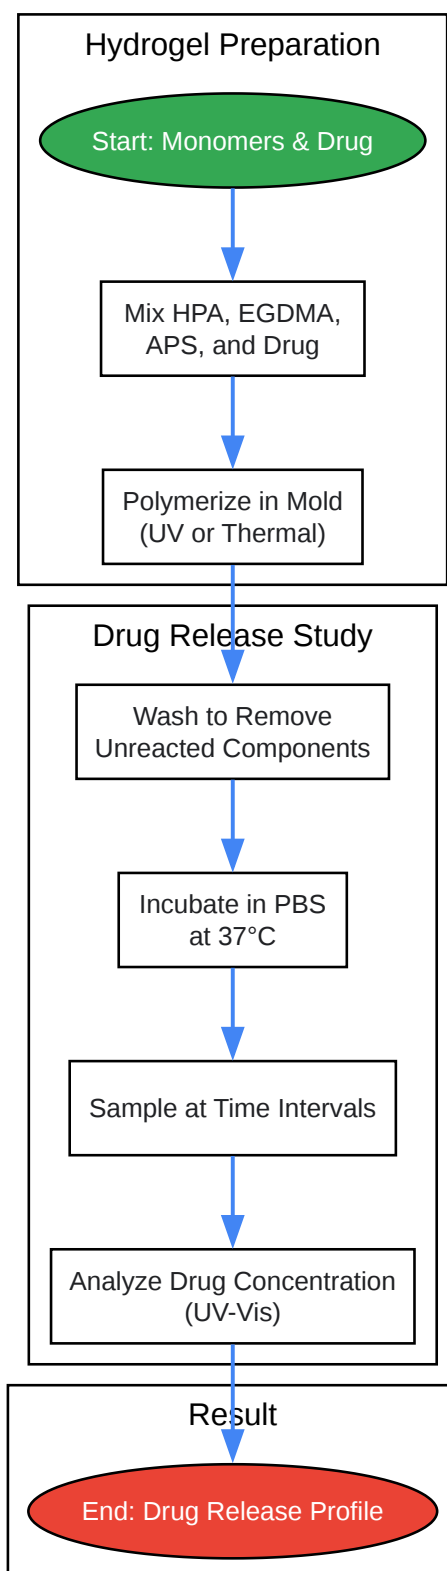 Hydrogel Preparation
Start: Monomers & Drug
Mix HPA, EGDMA,
APS, and Drug
Polymerize in Mold
(UV or Thermal)
Drug Release Study
Wash to Remove
Unreacted Components
Incubate in PBS
at 37°C
Sample at Time Intervals
Analyze Drug Concentration
(UV-Vis)
Result
End: Drug Release Profile